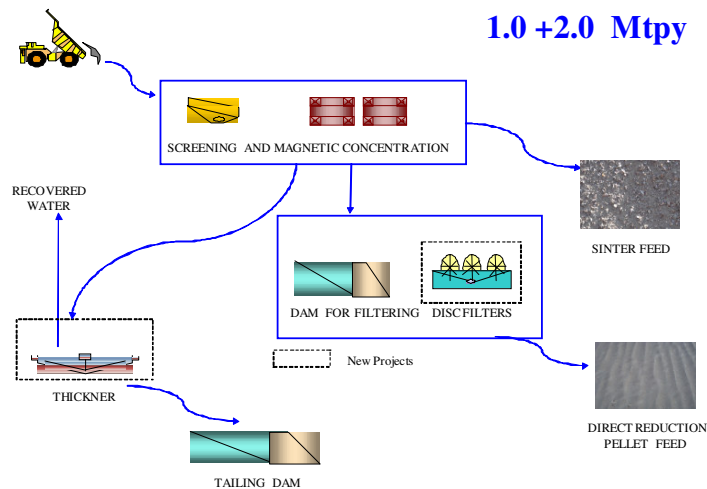 1.0 +2.0 Mtpy
SCREENING AND MAGNETIC CONCENTRATION
RECOVERED
WATER
SINTER FEED
DAM FOR FILTERING
DISC FILTERS
New Projects
THICKNER
DIRECT REDUCTION
PELLET FEED
TAILING DAM